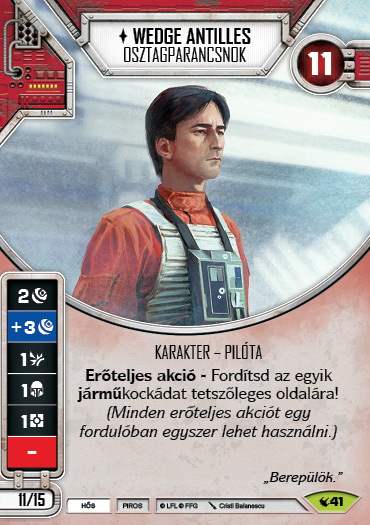 WEDGE ANTILLES
OSZTAGPARANCSNOK
11
2
+3
1
1
1
–
11/15
KARAKTER – PILÓTA
Erőteljes akció - Fordítsd az egyik
járműkockádat tetszőleges oldalára!
(Minden erőteljes akciót egy
fordulóban egyszer lehet használni.)
„Berepülök.”
HŐS
PIROS
© LFL © FFG
Cristi Balanescu
41